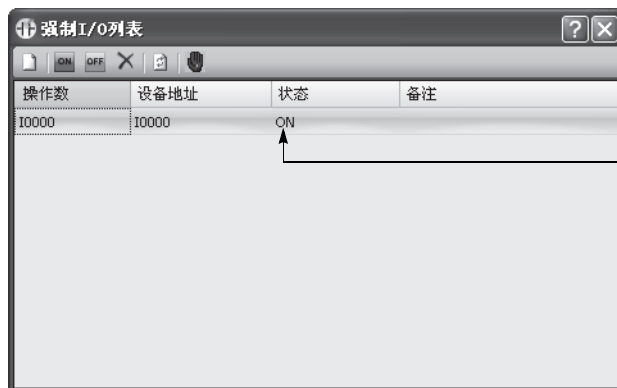 强制I/O列表
ON OFF
操作数 设备地址 状态 备注
I0000 I0000 ON